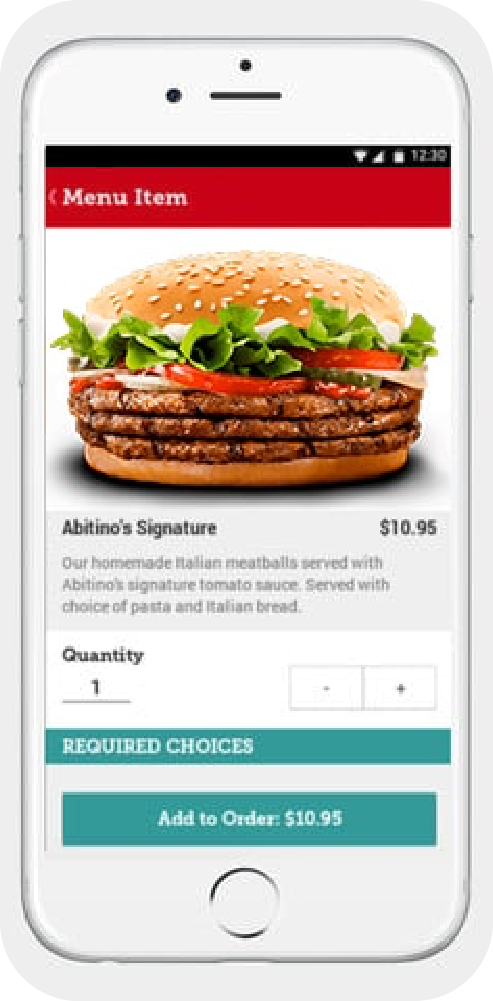 12:30
Menu Item
Abitino's Signature $10.95
Our homemade Italian meatballs served with
Abitino's signature tomato sauce. Served with
choice of pasta and Italian bread.
Quantity
1 - +
REQUIRED CHOICES
Add to Order: $10.95